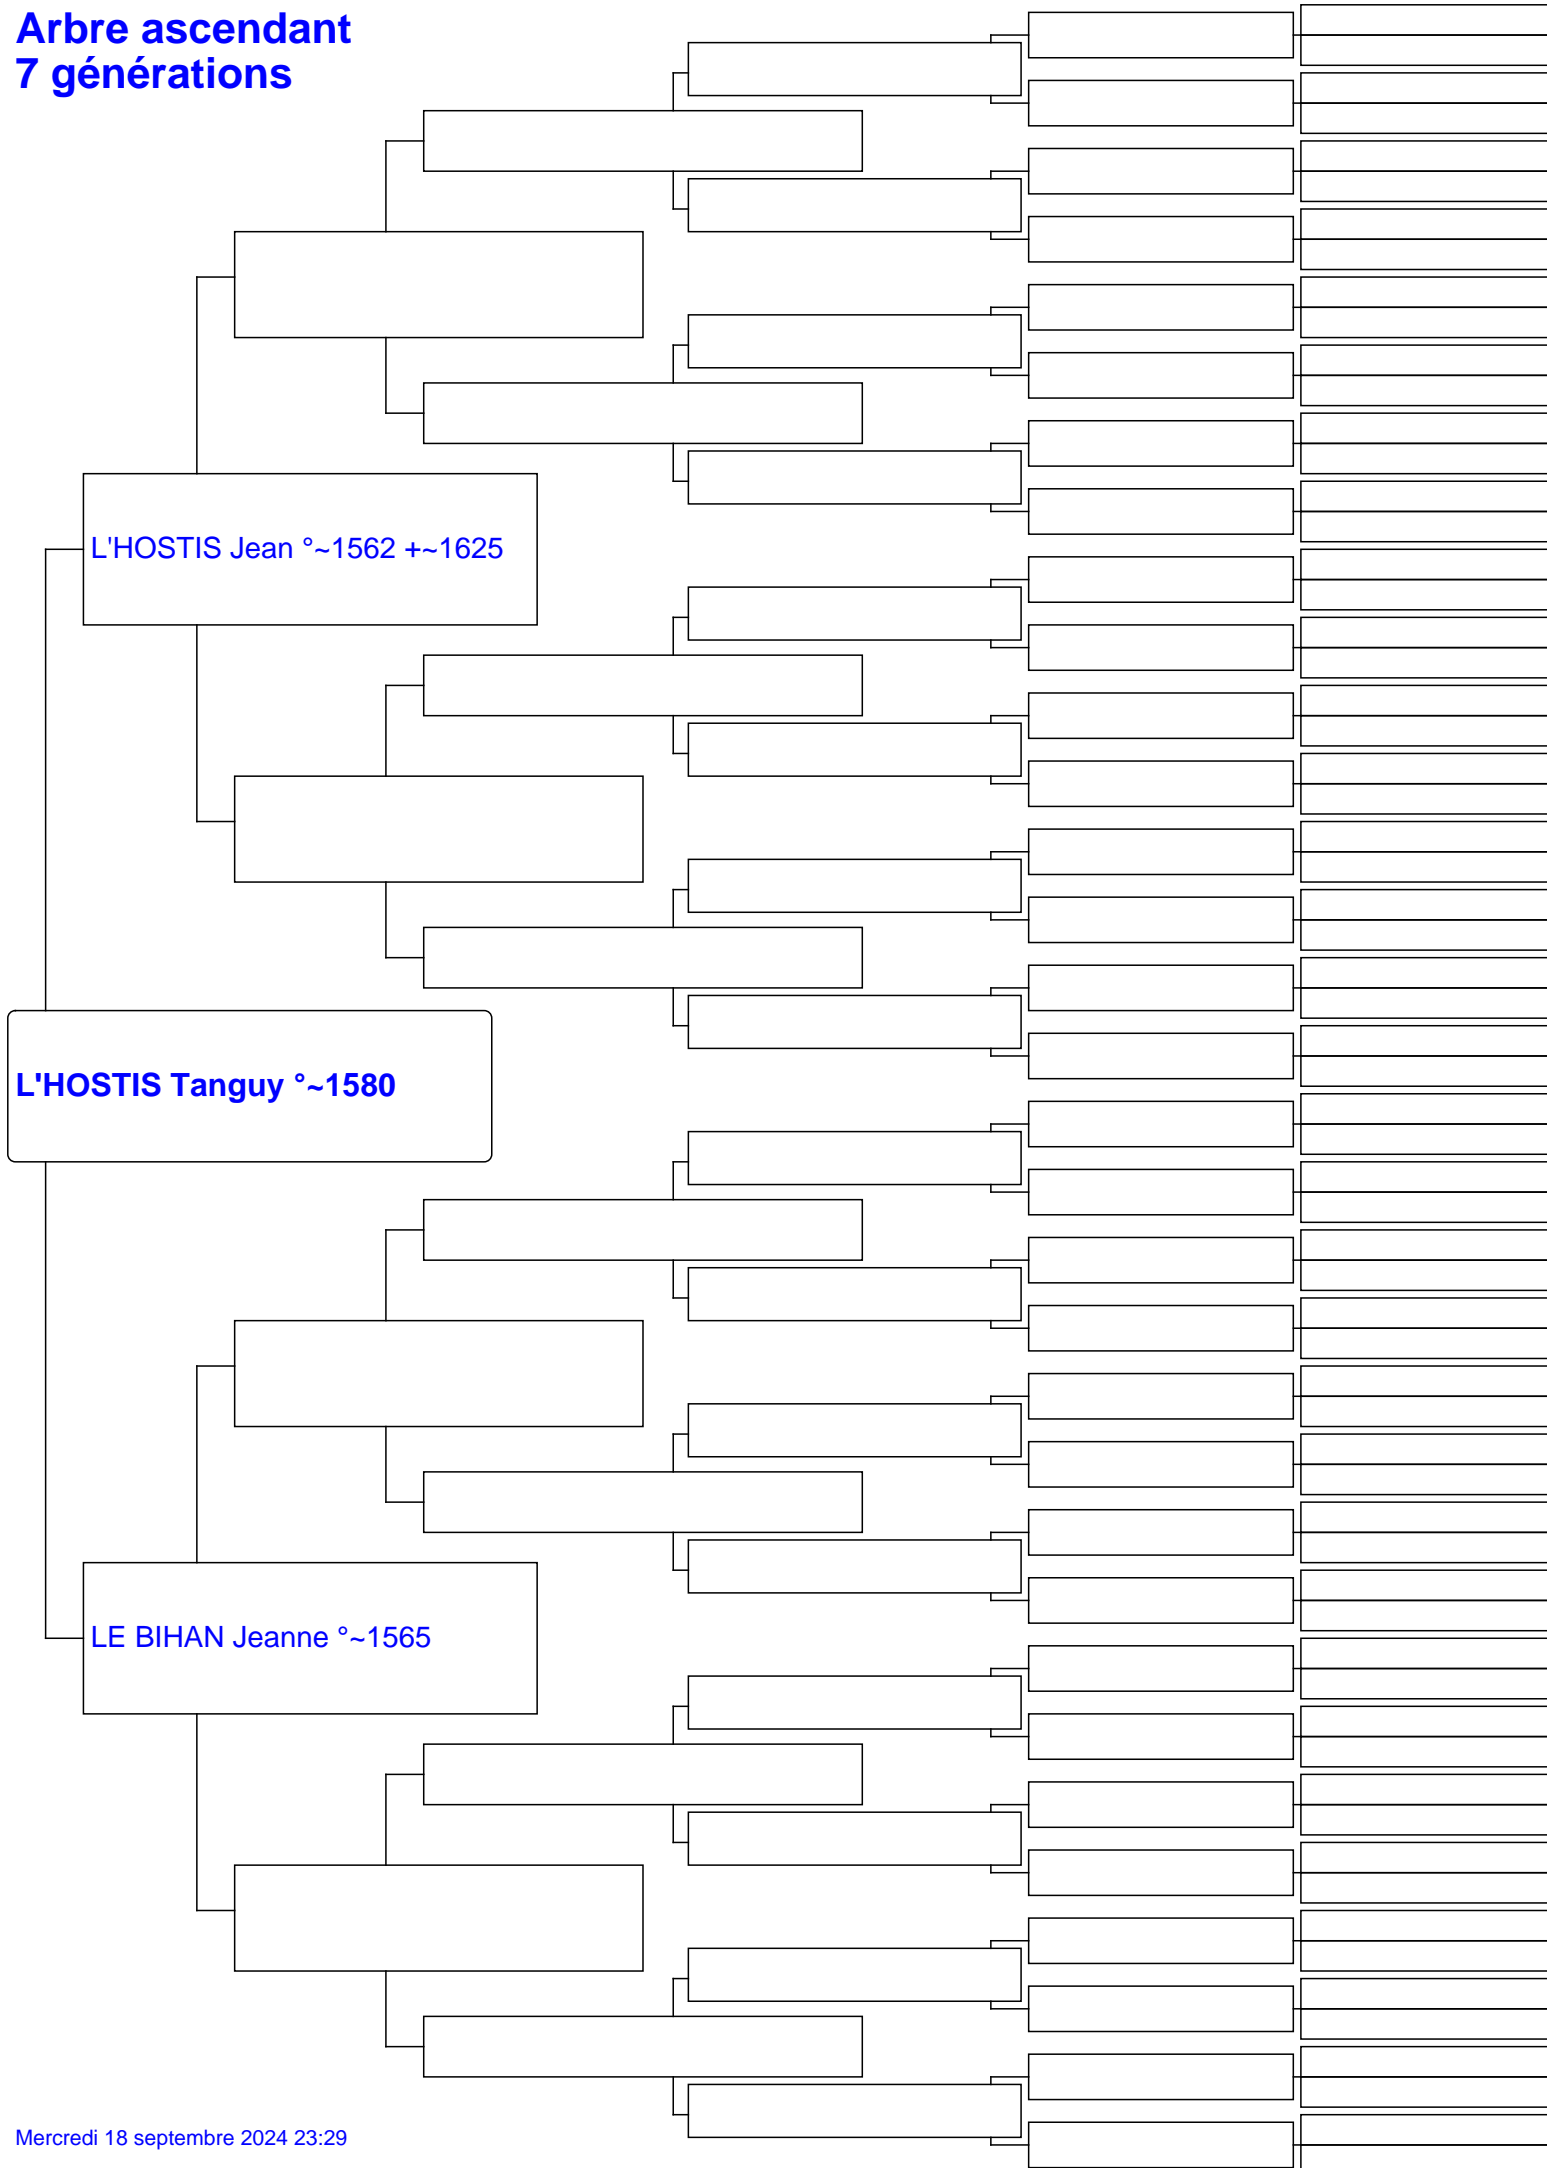 Arbre ascendant
7 générations
L'HOSTIS Jean °~1562 +~1625
L'HOSTIS Tanguy °~1580
LE BIHAN Jeanne °~1565
Mercredi 18 septembre 2024 23:29